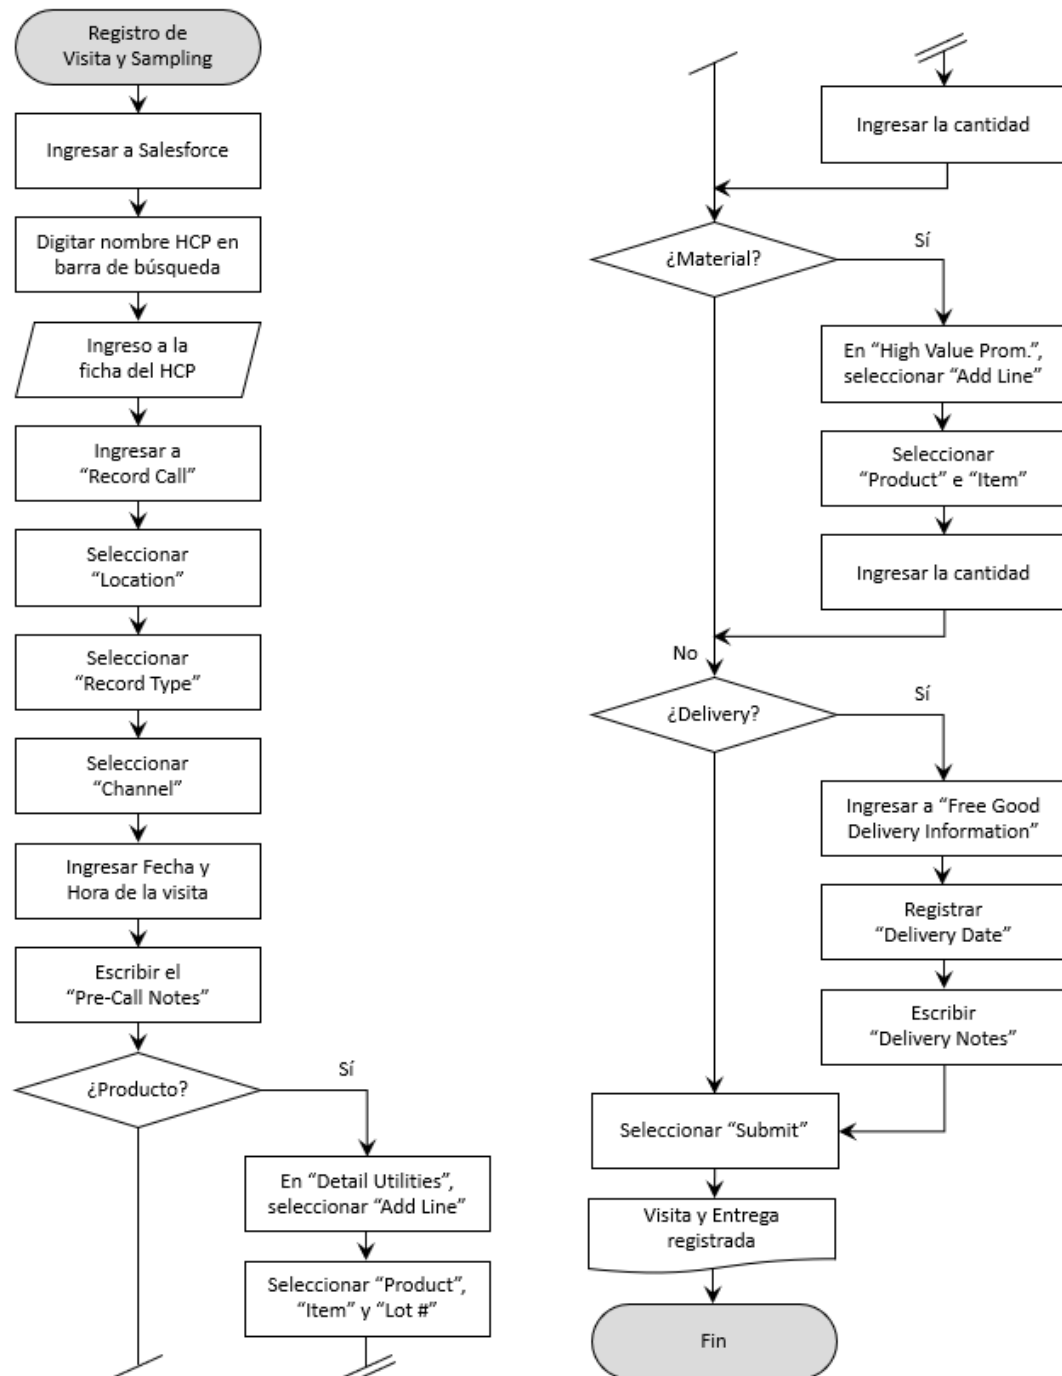 Registro de
Visita y Sampling
Ingresar a Salesforce
Digitar nombre HCP en
barra de búsqueda
Ingreso a la
ficha del HCP
Ingresar a
“Record Call”
Seleccionar
“Location”
Seleccionar
“Record Type”
Seleccionar
“Channel”
Ingresar Fecha y
Hora de la visita
Escribir el
“Pre-Call Notes”
¿Producto?
Sí
En “Detail Utilities”,
seleccionar “Add Line”
Seleccionar “Product”,
“Item” y “Lot #”
Ingresar la cantidad
¿Material?
Sí
En “High Value Prom.”,
seleccionar “Add Line”
Seleccionar
“Product” e “Item”
Ingresar la cantidad
No
¿Delivery?
Sí
Ingresar a “Free Good
Delivery Information”
Registrar
“Delivery Date”
Escribir
“Delivery Notes”
Seleccionar “Submit”
Visita y Entrega
registrada
Fin